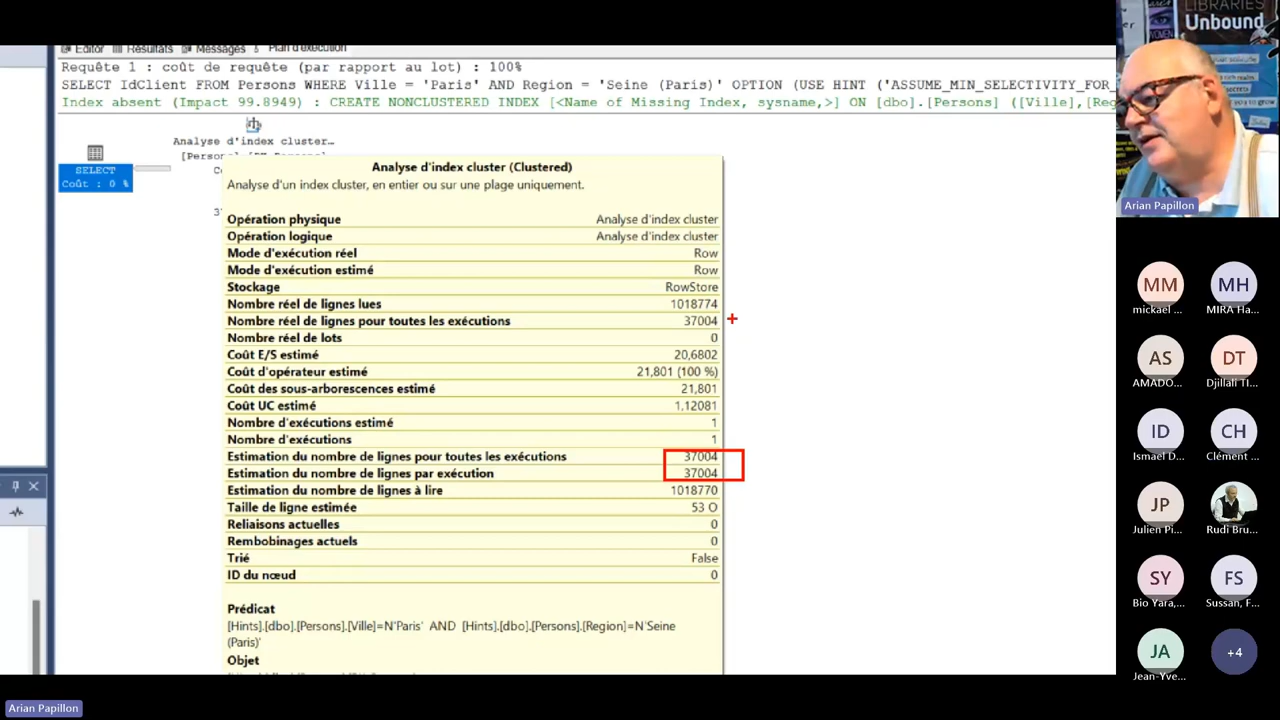 Editor Résultats Messages Plan d'exécution
Requête 1 : coût de requête (par rapport au lot) : 100%
SELECT IdClient FROM Persons WHERE Ville = 'Paris' AND Region = 'Seine (Paris)' OPTION (USE HINT ('ASSUME_MIN_SELECTIVITY_FOR_
Index absent (Impact 99.8949) : CREATE NONCLUSTERED INDEX [<Name of Missing Index, sysname,>] ON [dbo].[Persons] ([Ville],[Reg
Analyse d'index cluster…
SELECT
Coût : 0 %
Analyse d'index cluster (Clustered)
Analyse d'un index cluster, en entier ou sur une plage uniquement.
Opération physique Analyse d'index cluster
Opération logique Analyse d'index cluster
Mode d'exécution réel Row
Mode d'exécution estimé Row
Stockage RowStore
Nombre réel de lignes lues 1018774
Nombre réel de lignes pour toutes les exécutions 37004
Nombre réel de lots 0
Coût E/S estimé 20,6802
Coût d'opérateur estimé 21,801 (100 %)
Coût des sous-arborescences estimé 21,801
Coût UC estimé 1,12081
Nombre d'exécutions estimé 1
Nombre d'exécutions 1
Estimation du nombre de lignes pour toutes les exécutions 37004
Estimation du nombre de lignes par exécution 37004
Estimation du nombre de lignes à lire 1018770
Taille de ligne estimée 53 O
Reliaisons actuelles 0
Rembobinages actuels 0
Trié False
ID du nœud 0
Prédicat
[Hints].[dbo].[Persons].[Ville]=N'Paris' AND [Hints].[dbo].[Persons].[Region]=N'Seine
(Paris)'
Objet
LIBRARIES
Unbound
Arian Papillon
MM
mickael ...
MH
MIRA Ha...
AS
AMADO...
DT
Djillali TI...
ID
Ismael D...
CH
Clément ...
JP
Julien Pi...
Rudi Bru...
SY
Bio Yara,...
FS
Sussan, F...
JA
Jean-Yve...
+4
Arian Papillon